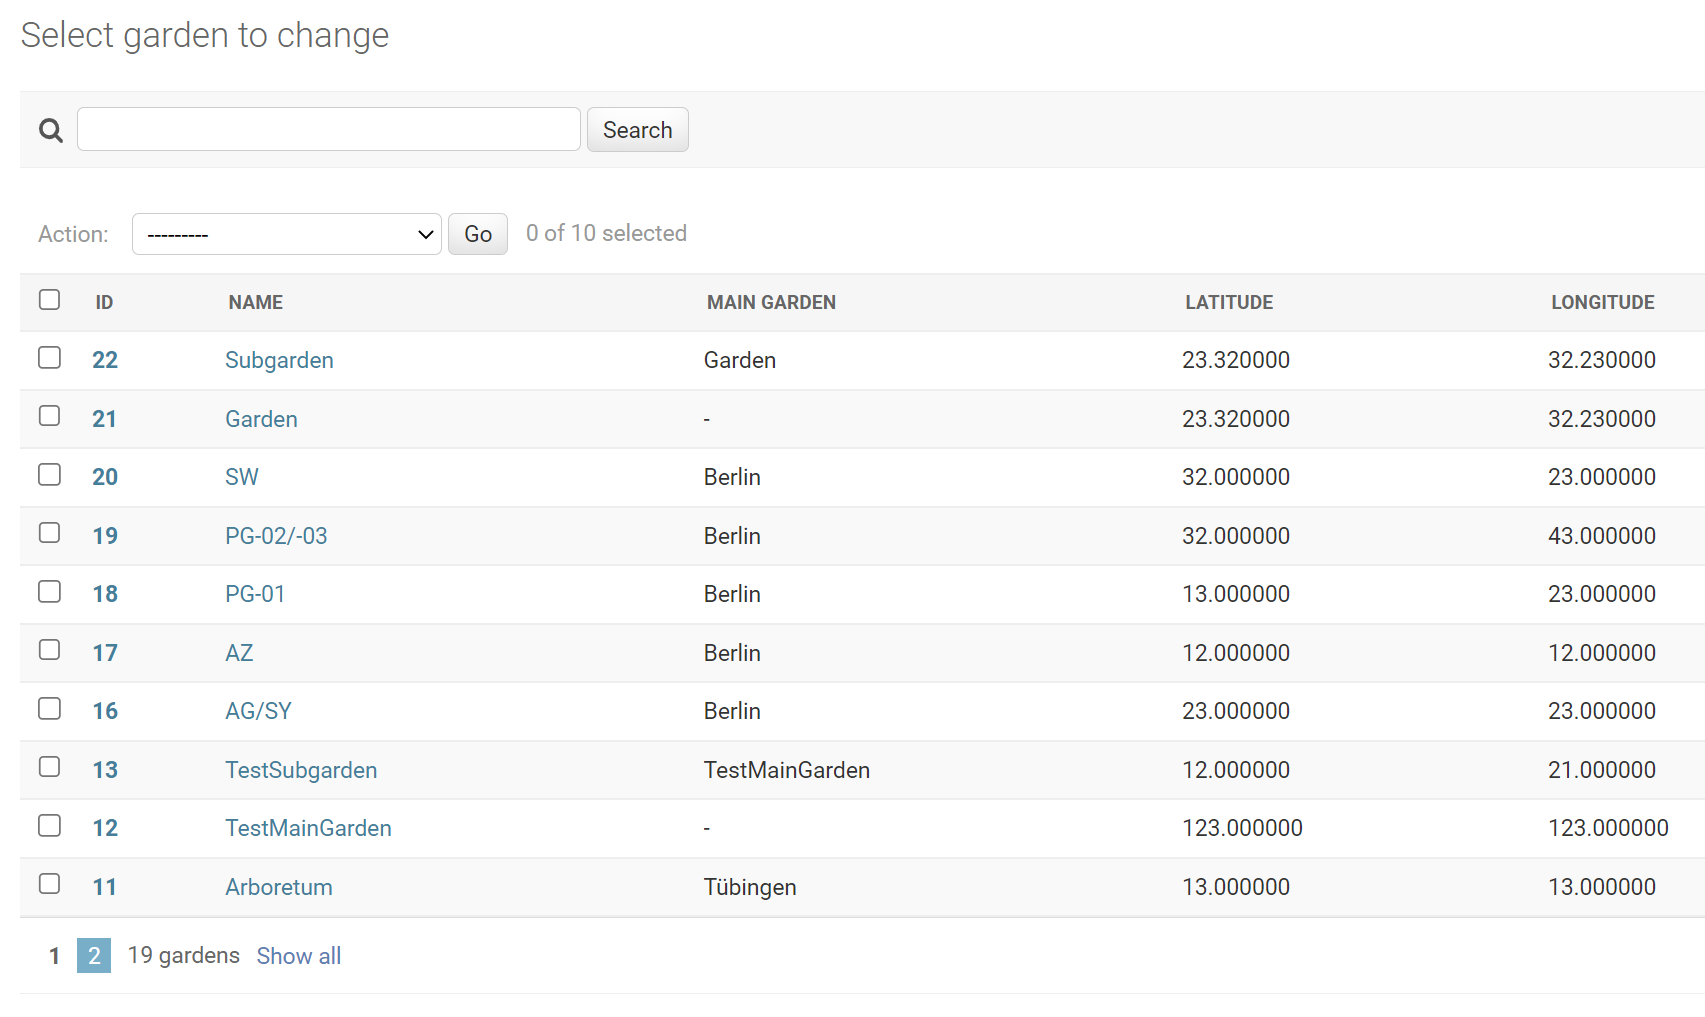 Select garden to change
Search
Action: --------- Go 0 of 10 selected
ID NAME MAIN GARDEN LATITUDE LONGITUDE
22 Subgarden Garden 23.320000 32.230000
21 Garden - 23.320000 32.230000
20 SW Berlin 32.000000 23.000000
19 PG-02/-03 Berlin 32.000000 43.000000
18 PG-01 Berlin 13.000000 23.000000
17 AZ Berlin 12.000000 12.000000
16 AG/SY Berlin 23.000000 23.000000
13 TestSubgarden TestMainGarden 12.000000 21.000000
12 TestMainGarden - 123.000000 123.000000
11 Arboretum Tübingen 13.000000 13.000000
1 2 19 gardens Show all